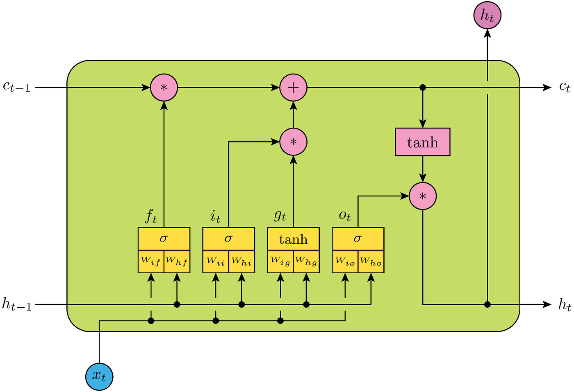 h_t
c_{t−1} * + c_t
*
tanh
*
f_t i_t g_t o_t
σ σ tanh σ
w_{if} w_{hf} w_{ii} w_{hi} w_{ig} w_{hg} w_{io} w_{ho}
h_{t−1} h_t
x_t